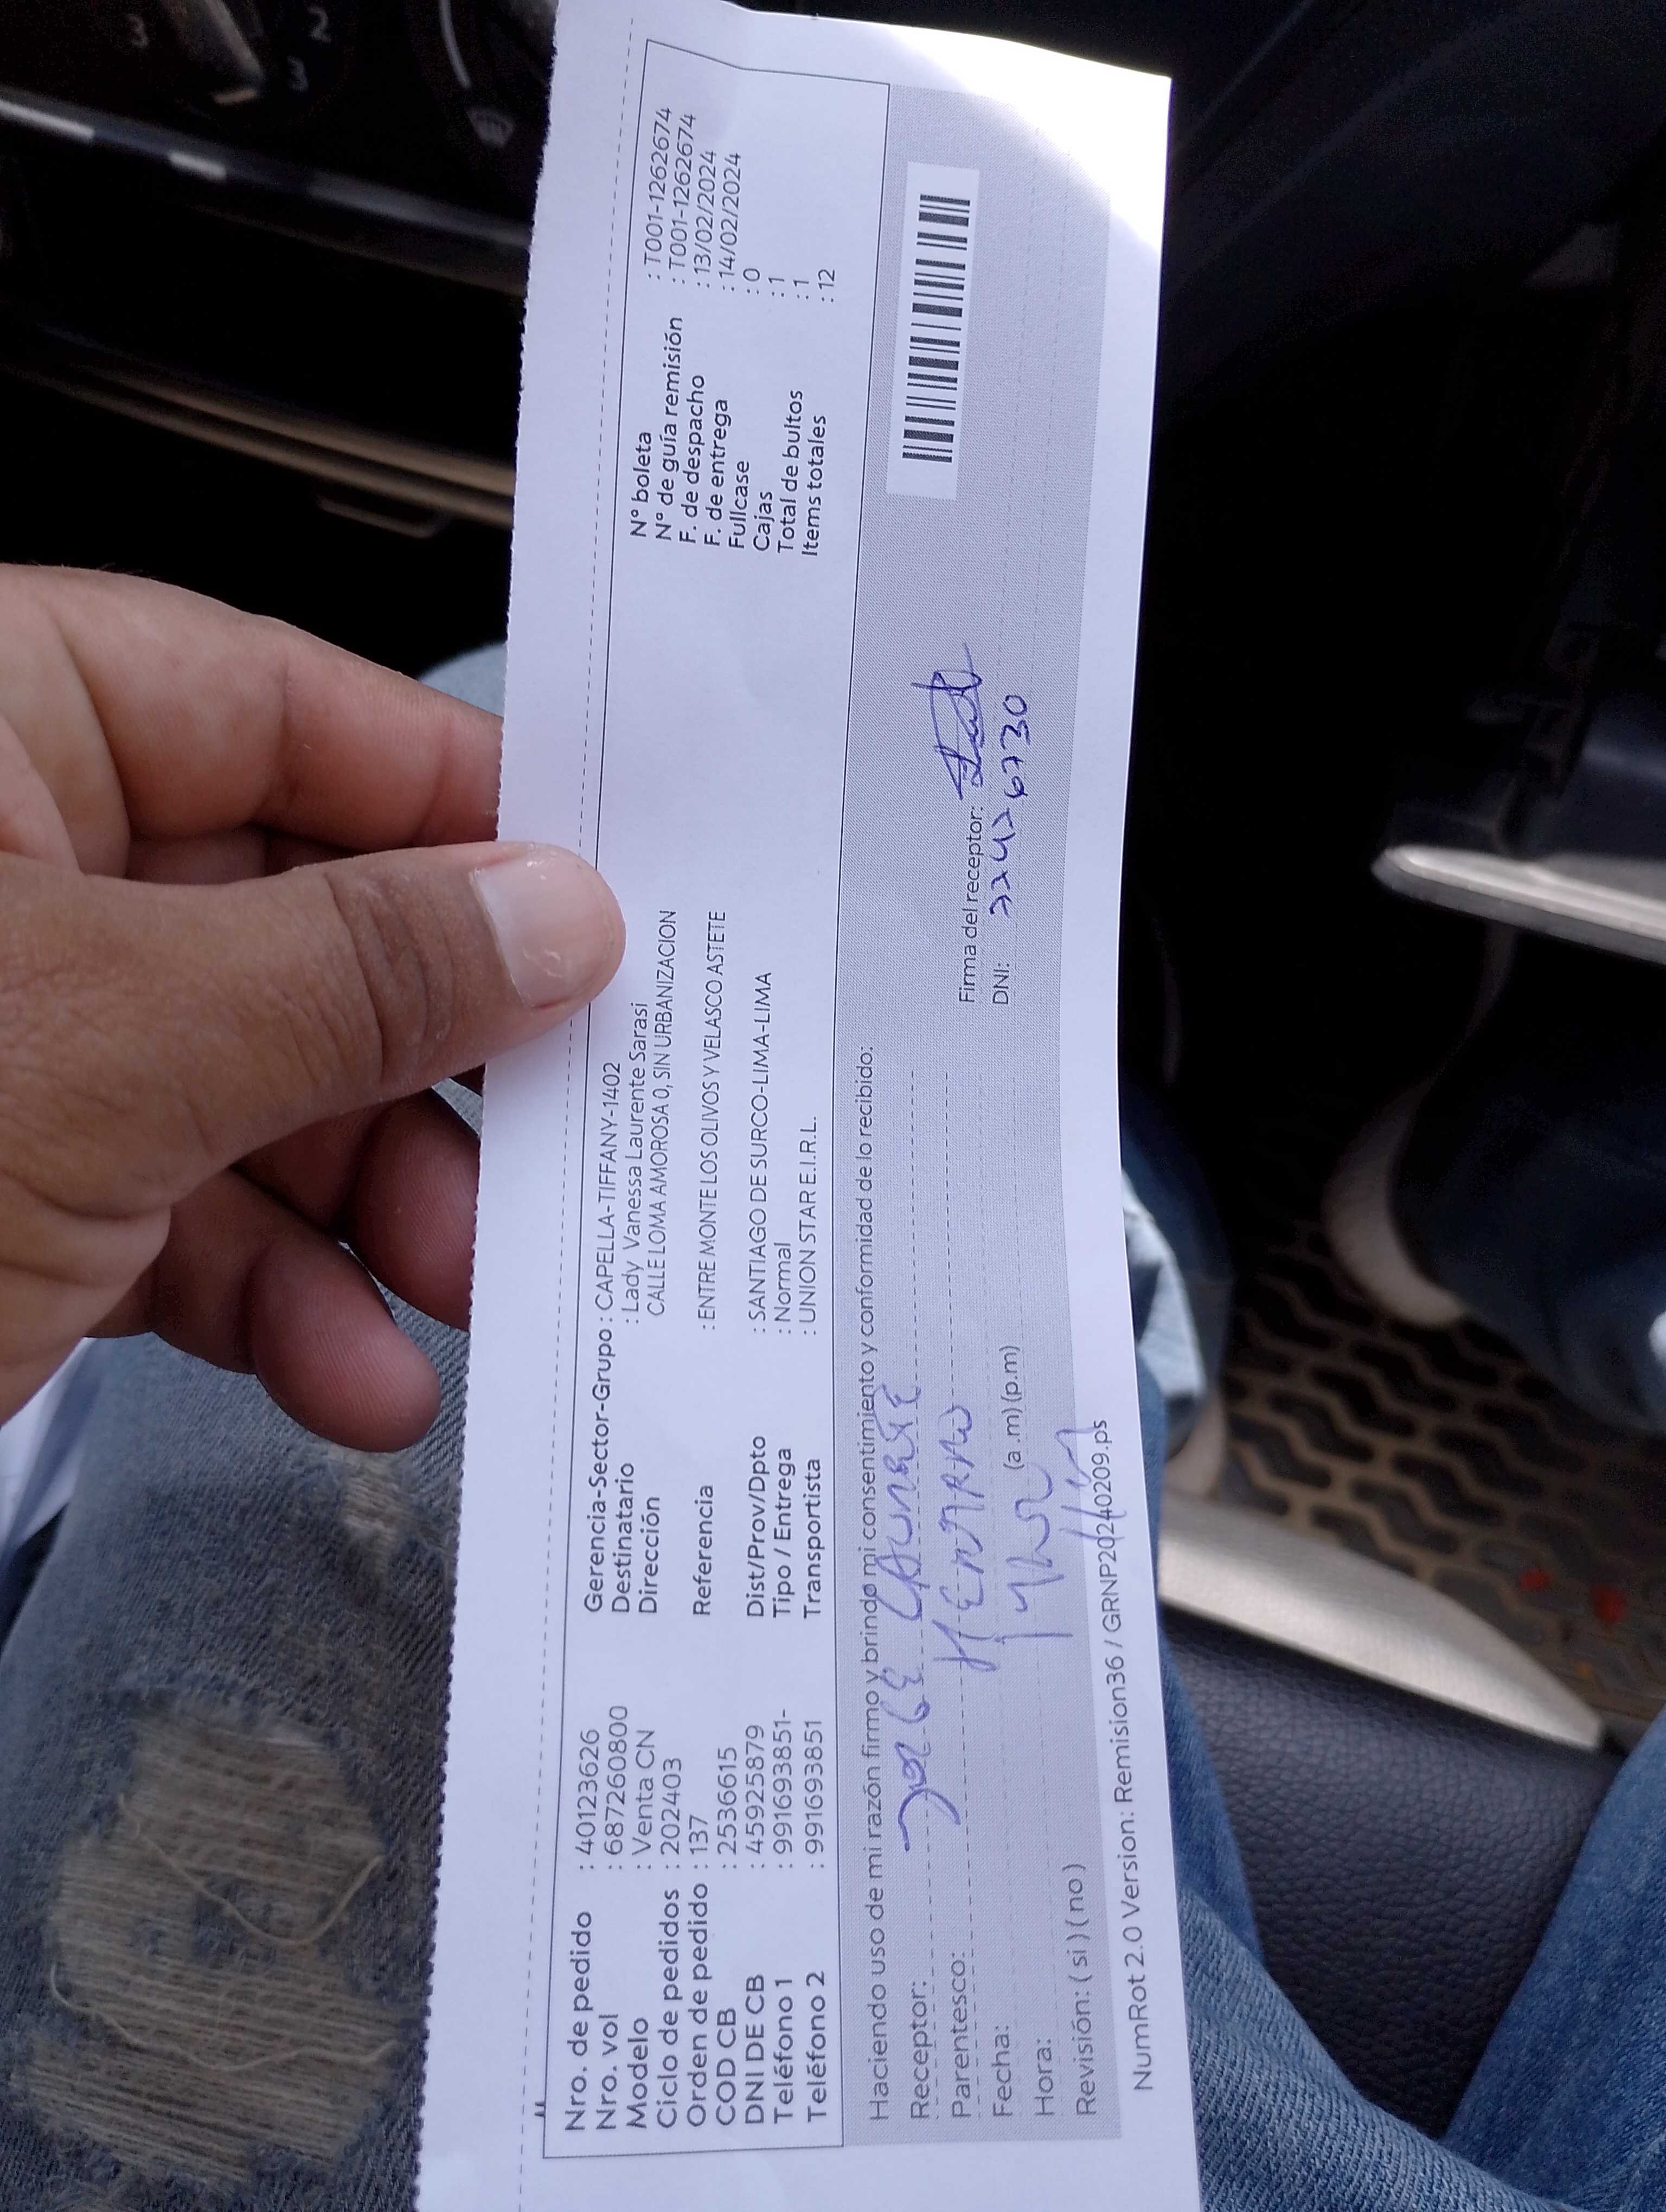 Nro. de pedido : 40123626
Nro. vol : 687260800
Modelo : Venta CN
Ciclo de pedidos : 202403
Orden de pedido : 137
COD CB : 2536615
DNI DE CB : 45925879
Teléfono 1 : 991693851-
Teléfono 2 : 991693851
Gerencia-Sector-Grupo : CAPELLA-TIFFANY-1402
Destinatario : Lady Vanessa Laurente Sarasi
Dirección CALLE LOMA AMOROSA 0, SIN URBANIZACION
Referencia : ENTRE MONTE LOS OLIVOS Y VELASCO ASTETE
Dist/Prov/Dpto : SANTIAGO DE SURCO-LIMA-LIMA
Tipo / Entrega : Normal
Transportista : UNION STAR E.I.R.L.
N° boleta : T001-1262674
N° de guía remisión : T001-1262674
F. de despacho : 13/02/2024
F. de entrega : 14/02/2024
Fullcase : 0
Cajas : 1
Total de bultos : 1
Items totales : 12
Haciendo uso de mi razón firmo y brindo mi consentimiento y conformidad de lo recibido:
Receptor: JORGE
Parentesco: HERMANO
Fecha:
Hora: (a.m) (p.m)
Revisión: ( si ) ( no )
Firma del receptor:
DNI:
NumRot 2.0 Version: Remision36 / GRNP20240209.ps
3
2
3